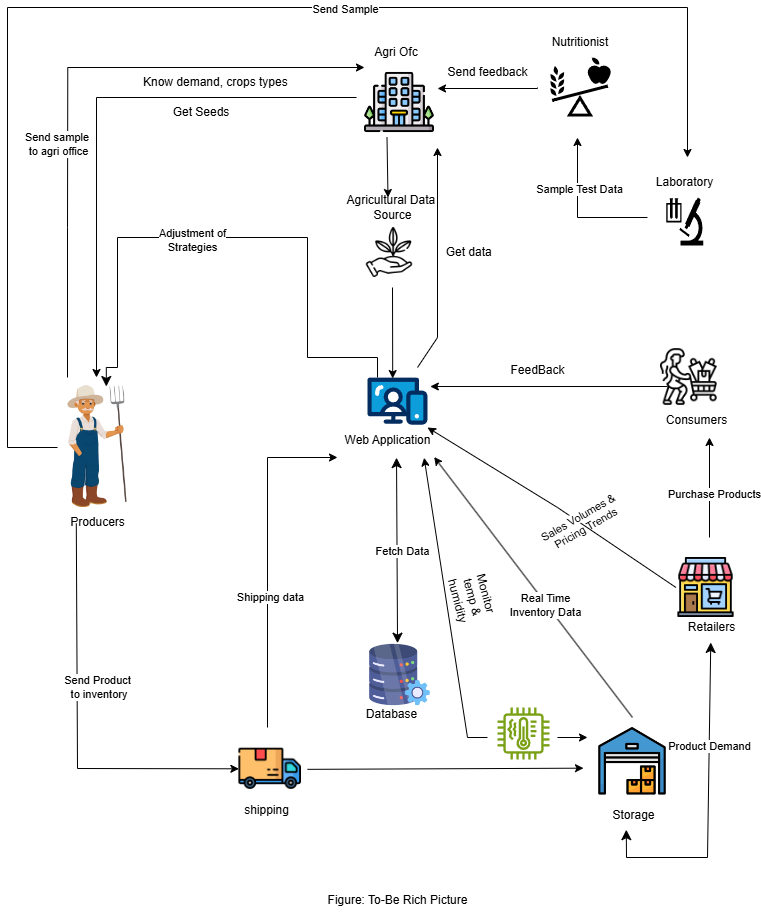 Send Sample
Agri Ofc
Nutritionist
Send feedback
Know demand, crops types
Get Seeds
Send sample
to agri office
Sample Test Data
Laboratory
Agricultural Data
Source
Adjustment of
Strategies
Get data
FeedBack
Consumers
Web Application
Purchase Products
Producers
Sales Volumes &
Pricing Trends
Fetch Data
Monitor
temp &
humidity
Shipping data
Real Time
Inventory Data
Retailers
Send Product
to inventory
Database
Product Demand
shipping
Storage
Figure: To-Be Rich Picture